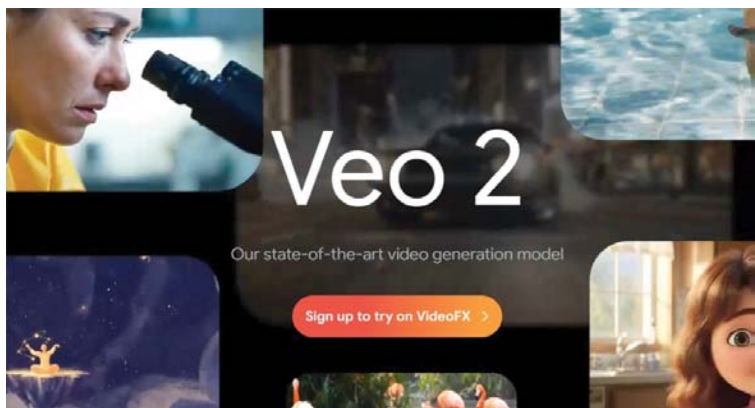 Veo 2
Our state-of-the-art video generation model
Sign up to try on VideoFX >